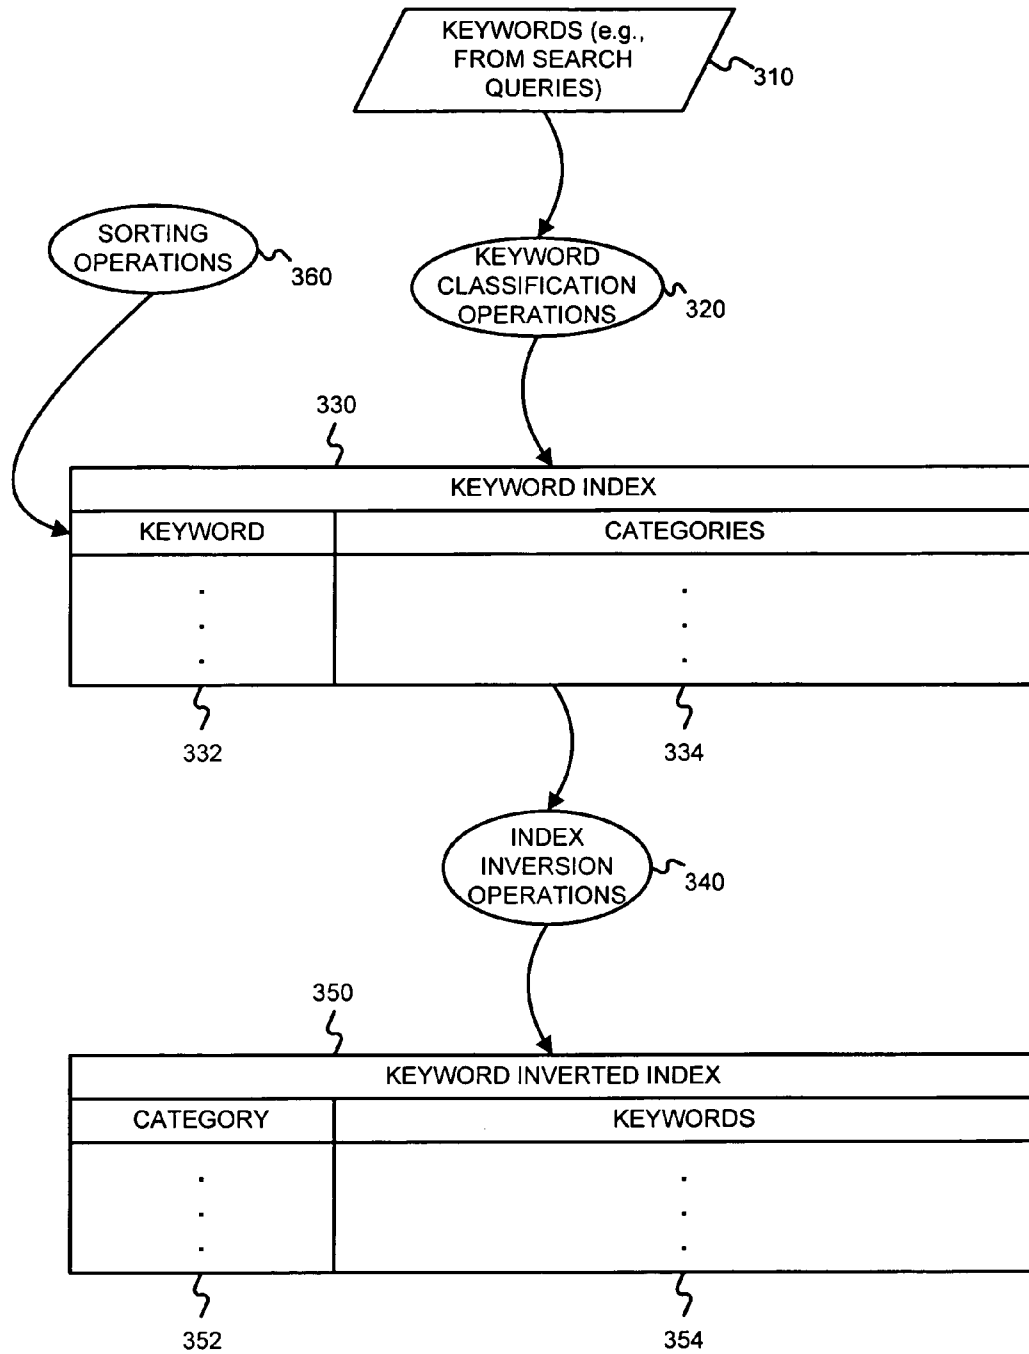 KEYWORDS (e.g.,
FROM SEARCH
QUERIES)
310
SORTING
OPERATIONS
360
KEYWORD
CLASSIFICATION
OPERATIONS
320
330
KEYWORD INDEX
KEYWORD
CATEGORIES
332
334
INDEX
INVERSION
OPERATIONS
340
350
KEYWORD INVERTED INDEX
CATEGORY
KEYWORDS
352
354